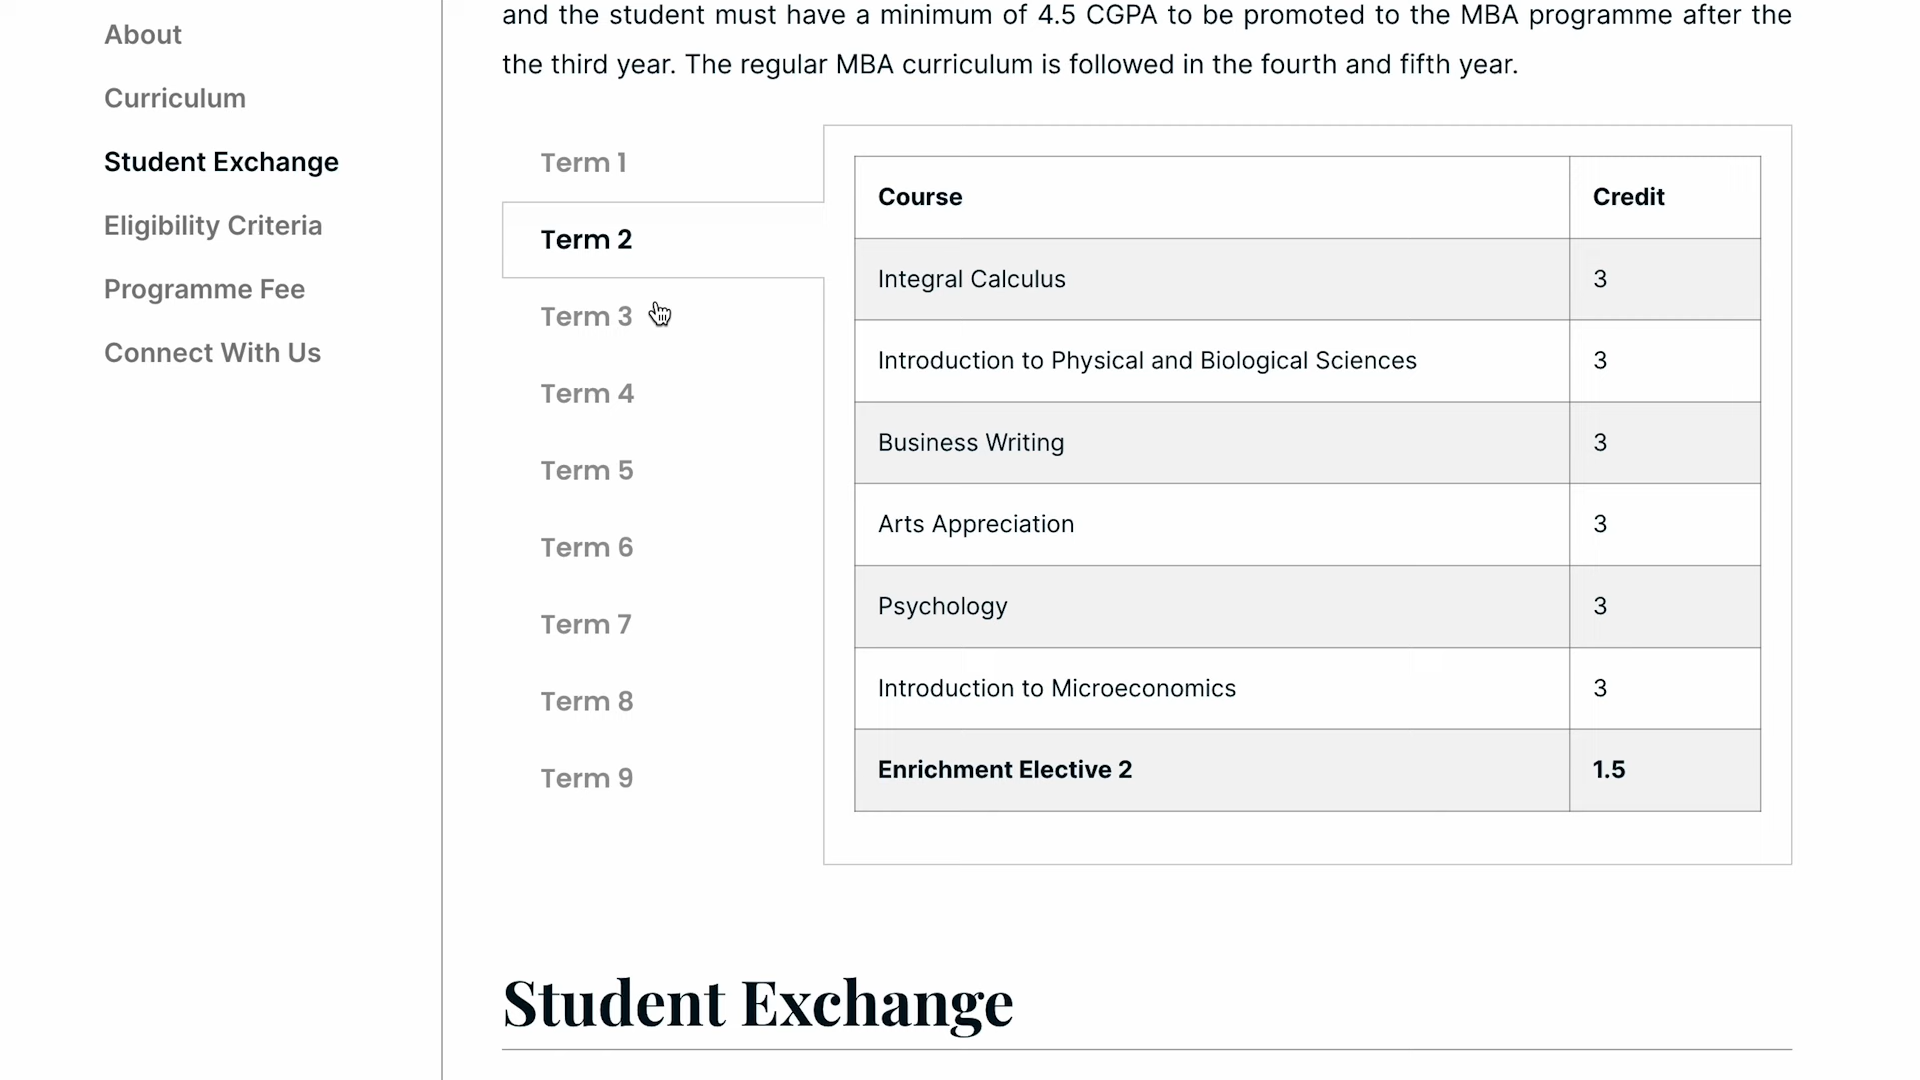 About
Curriculum
Student Exchange
Eligibility Criteria
Programme Fee
Connect With Us
and the student must have a minimum of 4.5 CGPA to be promoted to the MBA programme after the
the third year. The regular MBA curriculum is followed in the fourth and fifth year.
Term 1
Term 2
Term 3
Term 4
Term 5
Term 6
Term 7
Term 8
Term 9
Course Credit
Integral Calculus 3
Introduction to Physical and Biological Sciences 3
Business Writing 3
Arts Appreciation 3
Psychology 3
Introduction to Microeconomics 3
Enrichment Elective 2 1.5
Student Exchange